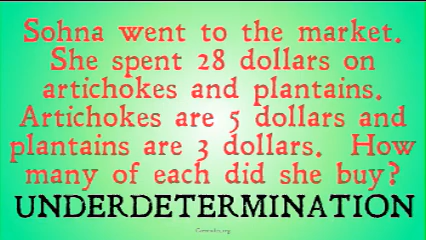 Sohna went to the market.
She spent 28 dollars on
artichokes and plantains.
Artichokes are 5 dollars and
plantains are 3 dollars.  How
many of each did she buy?
UNDERDETERMINATION